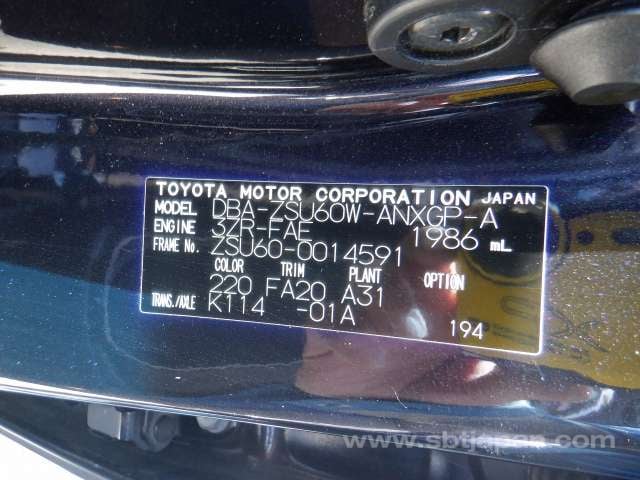 TOYOTA MOTOR CORPORATION JAPAN
MODEL DBA-ZSU60W-ANXGP-A
ENGINE 3ZR-FAE 1986 mL
FRAME No. ZSU60-0014591
COLOR TRIM PLANT OPTION
220 FA20 A31
TRANS./AXLE K114 -01A
194
www.sbtjapan.com